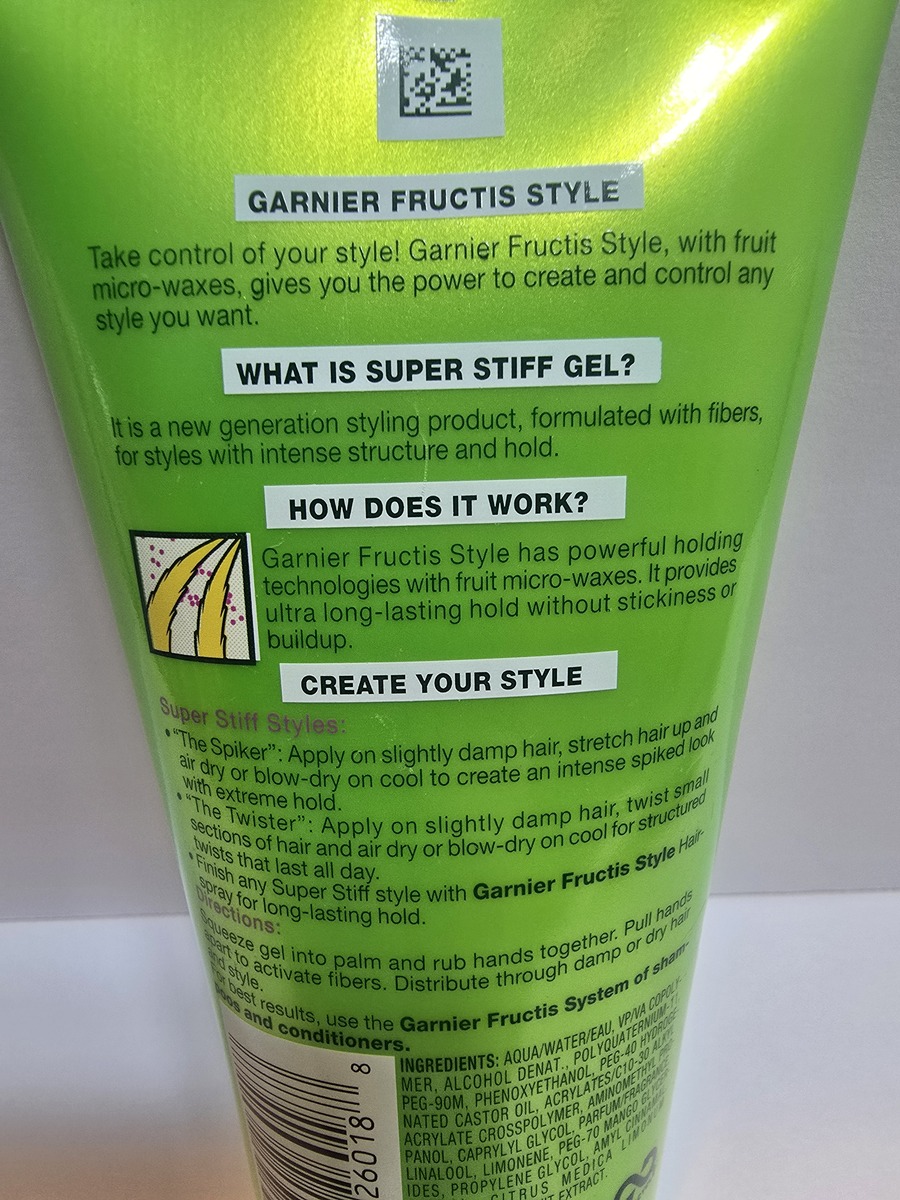 GARNIER FRUCTIS STYLE
Take control of your style! Garnier Fructis Style, with fruit
micro-waxes, gives you the power to create and control any
style you want.
WHAT IS SUPER STIFF GEL?
It is a new generation styling product, formulated with fibers,
for styles with intense structure and hold.
HOW DOES IT WORK?
Garnier Fructis Style has powerful holding
technologies with fruit micro-waxes. It provides
ultra long-lasting hold without stickiness or
buildup.
CREATE YOUR STYLE
Super Stiff Styles:
• "The Spiker": Apply on slightly damp hair, stretch hair up and
air dry or blow-dry on cool to create an intense spiked look
with extreme hold.
• "The Twister": Apply on slightly damp hair, twist small
sections of hair and air dry or blow-dry on cool for structured
twists that last all day.
• Finish any Super Stiff style with Garnier Fructis Style Hair-
spray for long-lasting hold.
Directions:
Squeeze gel into palm and rub hands together. Pull hands
apart to activate fibers. Distribute through damp or dry hair
and style.
For best results, use the Garnier Fructis System of sham-
poos and conditioners.
INGREDIENTS: AQUA/WATER/EAU, VP/VA COPOLY-
MER, ALCOHOL DENAT., POLYQUATERNIUM-11,
PEG-90M, PHENOXYETHANOL, PEG-40 HYDROGE-
NATED CASTOR OIL, ACRYLATES/C10-30 ALKYL
ACRYLATE CROSSPOLYMER, AMINOMETHYL PRO-
PANOL, CAPRYLYL GLYCOL, PARFUM/FRAGRANCE,
LINALOOL, LIMONENE, PEG-70 MANGO GLYCER-
IDES, PROPYLENE GLYCOL, AMYL CINNAMAL,
CITRUS MEDICA LIMONUM
EXTRACT.
26018 8